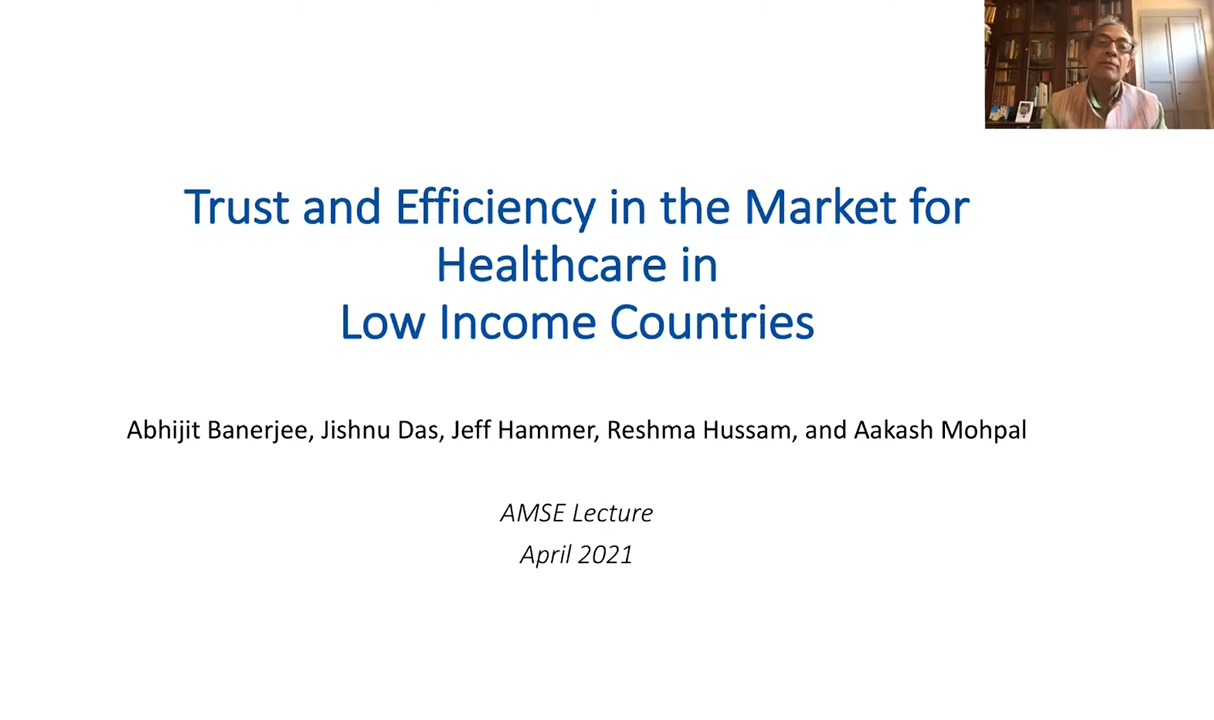 Trust and Efficiency in the Market for
Healthcare in
Low Income Countries
Abhijit Banerjee, Jishnu Das, Jeff Hammer, Reshma Hussam, and Aakash Mohpal
AMSE Lecture
April 2021